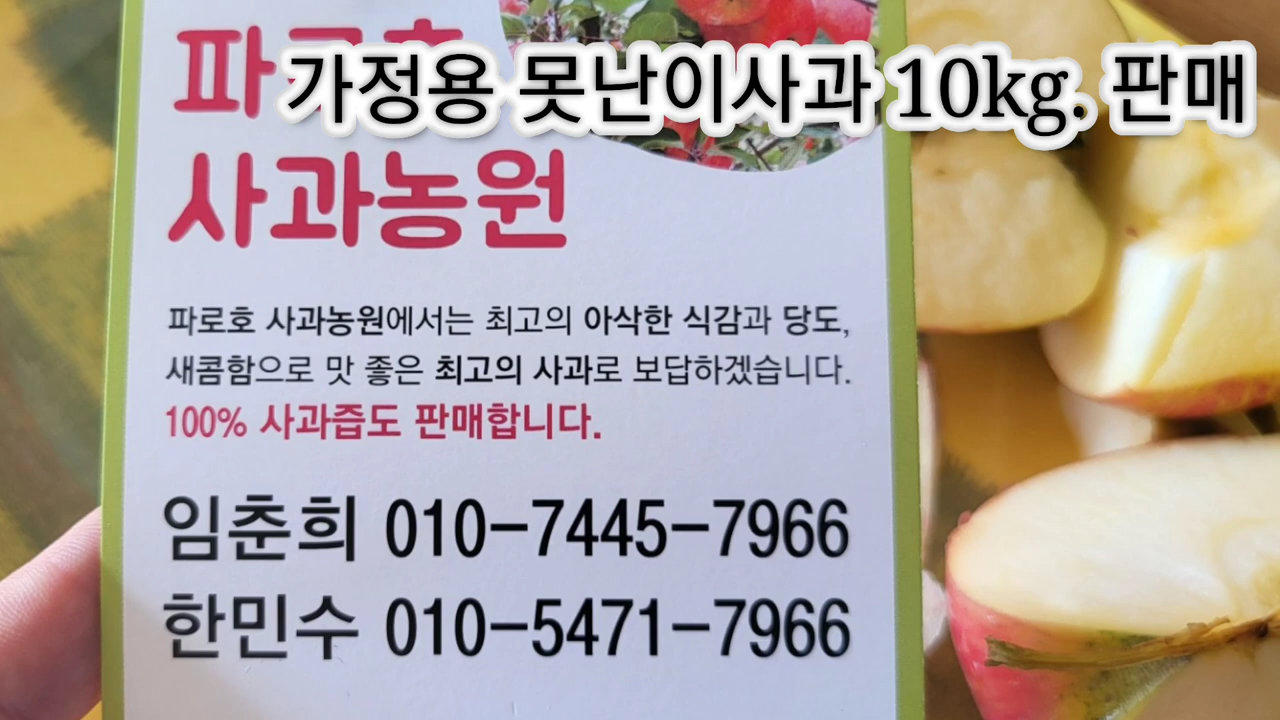 가정용 못난이사과 10kg. 판매
사과농원
파로호 사과농원에서는 최고의 아삭한 식감과 당도,
새콤함으로 맛 좋은 최고의 사과로 보답하겠습니다.
100% 사과즙도 판매합니다.
임춘희 010-7445-7966
한민수 010-5471-7966